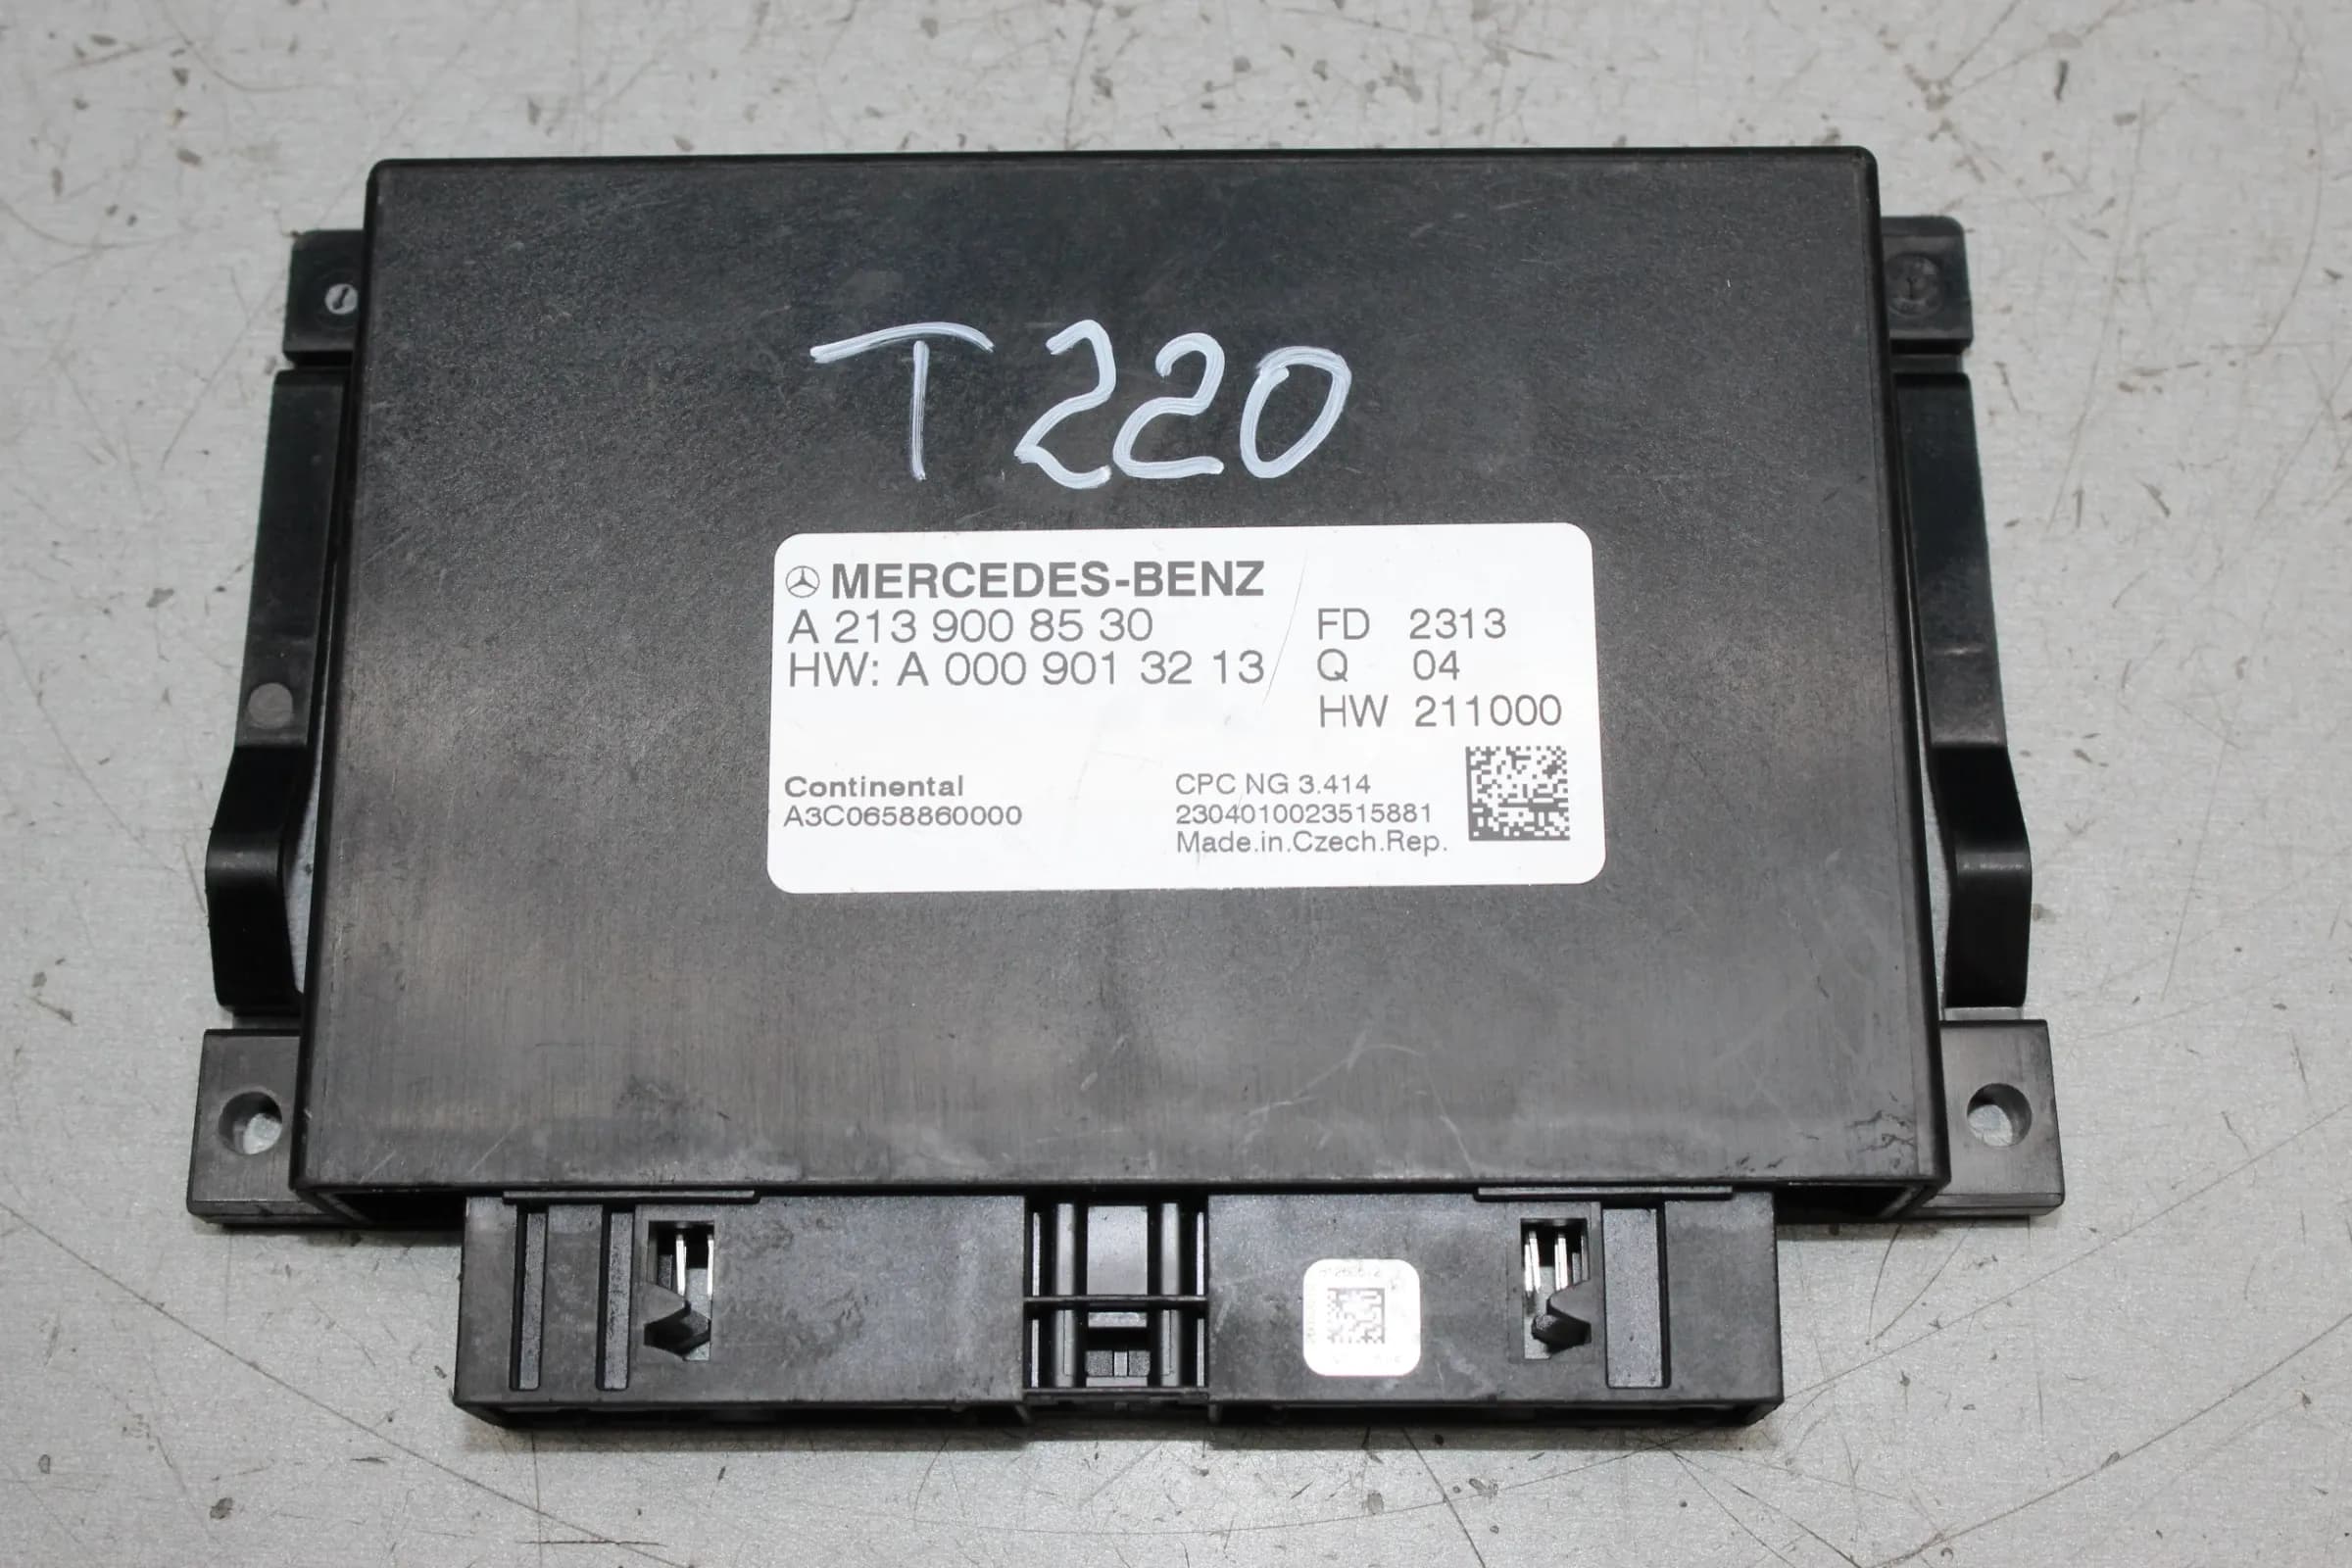 T220
MERCEDES-BENZ
A 213 900 85 30 FD 2313
HW: A 000 901 32 13 Q 04
HW 211000
Continental CPC NG 3.414
A3C0658860000 2304010023515881
Made.in.Czech.Rep.